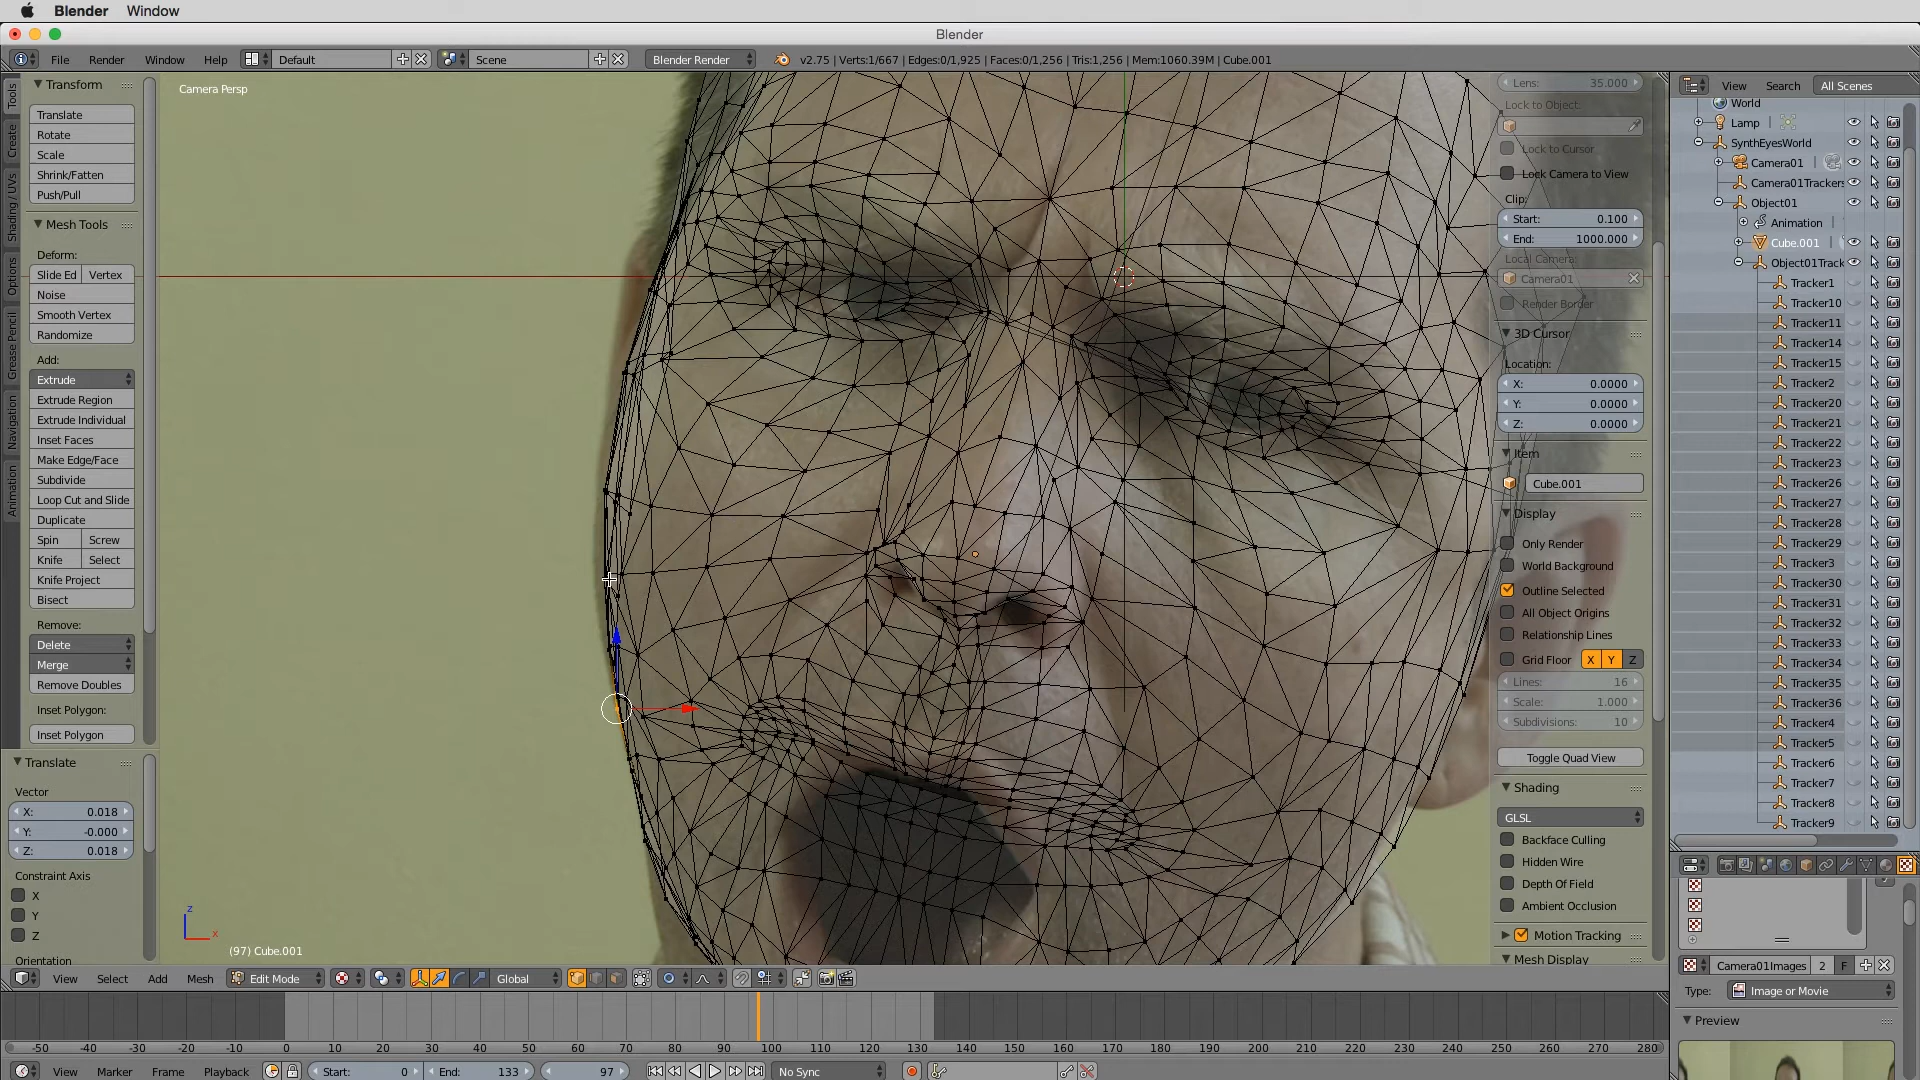 Blender Window
Blender
File Render Window Help Default Scene Blender Render v2.75 | Verts:1/667 | Edges:0/1,925 | Faces:0/1,256 | Tris:1,256 | Mem:1060.39M | Cube.001
Tools
Create
Shading / UVs
Options
Grease Pencil
Navigation
Animation
Transform
Translate
Rotate
Scale
Shrink/Fatten
Push/Pull
Mesh Tools
Deform:
Slide Ed Vertex
Noise
Smooth Vertex
Randomize
Add:
Extrude
Extrude Region
Extrude Individual
Inset Faces
Make Edge/Face
Subdivide
Loop Cut and Slide
Duplicate
Spin Screw
Knife Select
Knife Project
Bisect
Remove:
Delete
Merge
Remove Doubles
Inset Polygon:
Inset Polygon
Translate
Vector
X: 0.018
Y: -0.000
Z: 0.018
Constraint Axis
X
Y
Z
Orientation
Camera Persp
z
x
(97) Cube.001
Lens: 35.000
Lock to Object:
Lock to Cursor
Lock Camera to View
Clip:
Start: 0.100
End: 1000.000
Local Camera:
Camera01
Render Border
3D Cursor
Location:
X: 0.0000
Y: 0.0000
Z: 0.0000
Item
Cube.001
Display
Only Render
World Background
Outline Selected
All Object Origins
Relationship Lines
Grid Floor X Y Z
Lines: 16
Scale: 1.000
Subdivisions: 10
Toggle Quad View
Shading
GLSL
Backface Culling
Hidden Wire
Depth Of Field
Ambient Occlusion
Motion Tracking
Mesh Display
View Search All Scenes
World
Lamp
SynthEyesWorld
Camera01
Camera01Trackers
Object01
Animation
Cube.001
Object01Track
Tracker1
Tracker10
Tracker11
Tracker14
Tracker15
Tracker2
Tracker20
Tracker21
Tracker22
Tracker23
Tracker26
Tracker27
Tracker28
Tracker29
Tracker3
Tracker30
Tracker31
Tracker32
Tracker33
Tracker34
Tracker35
Tracker36
Tracker4
Tracker5
Tracker6
Tracker7
Tracker8
Tracker9
Camera01Images 2 F
Type: Image or Movie
Preview
View Select Add Mesh Edit Mode Global
-50 -40 -30 -20 -10 0 10 20 30 40 50 60 70 80 90 100 110 120 130 140 150 160 170 180 190 200 210 220 230 240 250 260 270 280
View Marker Frame Playback Start: 0 End: 133 97 No Sync